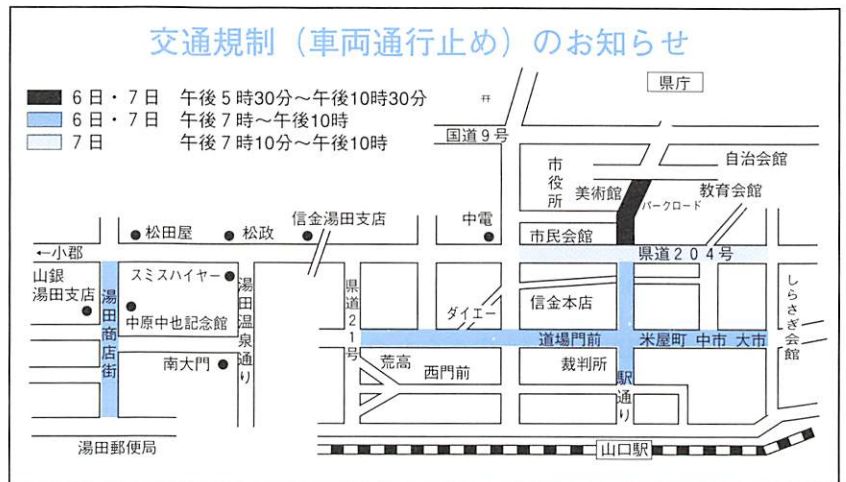 交通規制（車両通行止め）のお知らせ
6日・7日 午後5時30分～午後10時30分
6日・7日 午後7時～午後10時
7日 午後7時10分～午後10時
県庁
国道9号
市役所
美術館
パークロード
自治会館
教育会館
市民会館
県道204号
中電
信金湯田支店
松政
松田屋
←小郡
山銀
湯田支店
スミスハイヤー
中原中也記念館
湯田商店街
湯田温泉通り
南大門
県道21号
ダイエー
信金本店
しらさぎ会館
道場門前
米屋町
中市
大市
荒高
西門前
裁判所
駅通り
湯田郵便局
山口駅